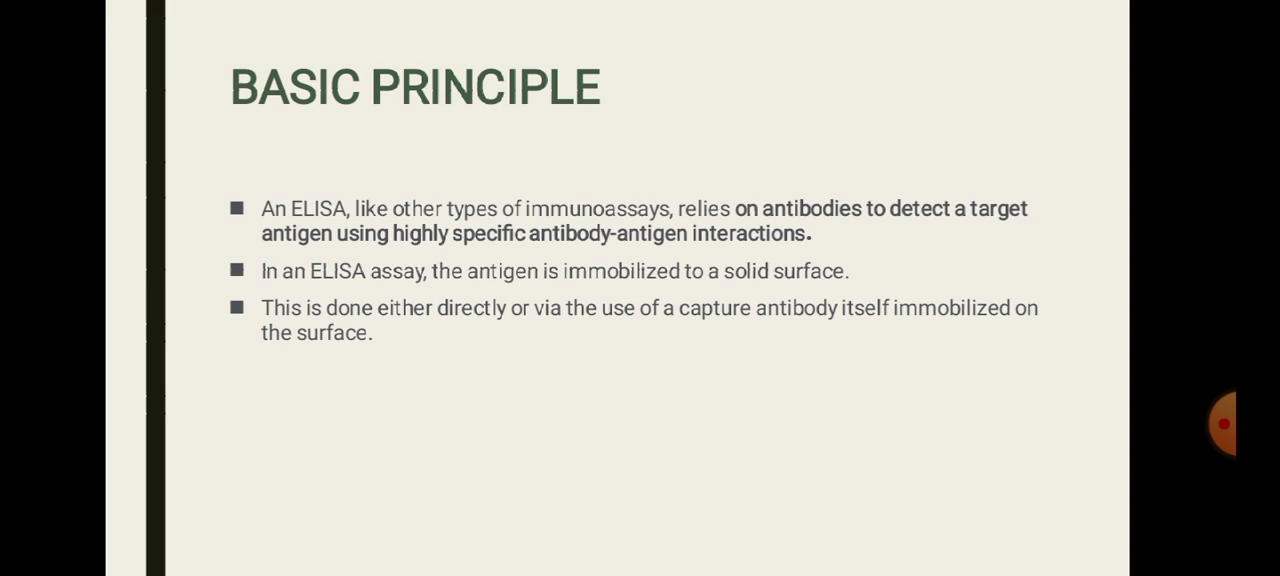 BASIC PRINCIPLE
■ An ELISA, like other types of immunoassays, relies on antibodies to detect a target
antigen using highly specific antibody-antigen interactions.
■ In an ELISA assay, the antigen is immobilized to a solid surface.
■ This is done either directly or via the use of a capture antibody itself immobilized on
the surface.